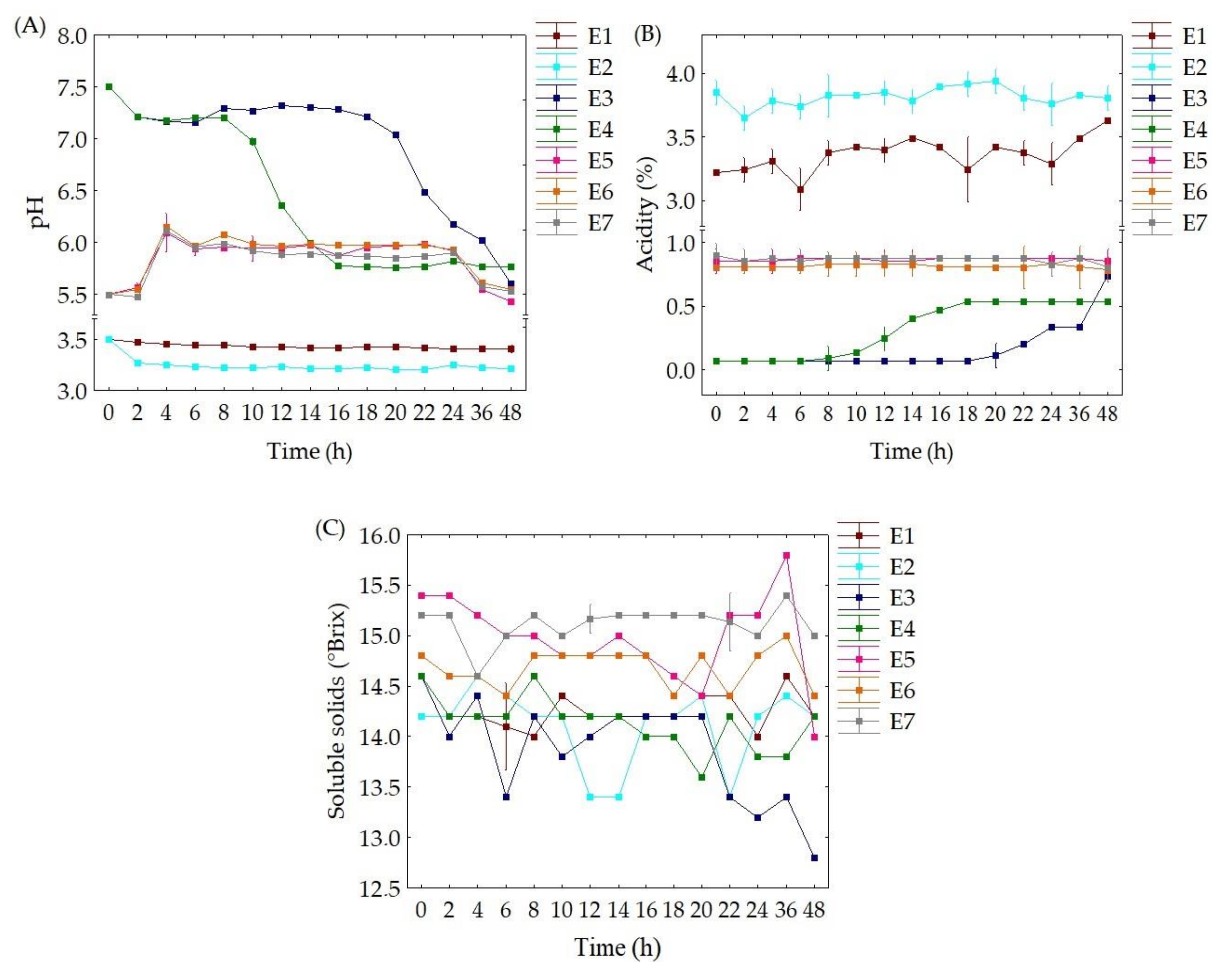 (A)
8.0
7.5
7.0
6.5
6.0
5.5
3.5
3.0
pH
0 2 4 6 8 10 12 14 16 18 20 22 24 36 48
Time (h)
E1
E2
E3
E4
E5
E6
E7
(B)
4.0
3.5
3.0
1.0
0.5
0.0
Acidity (%)
0 2 4 6 8 10 12 14 16 18 20 22 24 36 48
Time (h)
E1
E2
E3
E4
E5
E6
E7
(C)
16.0
15.5
15.0
14.5
14.0
13.5
13.0
12.5
Soluble solids (°Brix)
0 2 4 6 8 10 12 14 16 18 20 22 24 36 48
Time (h)
E1
E2
E3
E4
E5
E6
E7